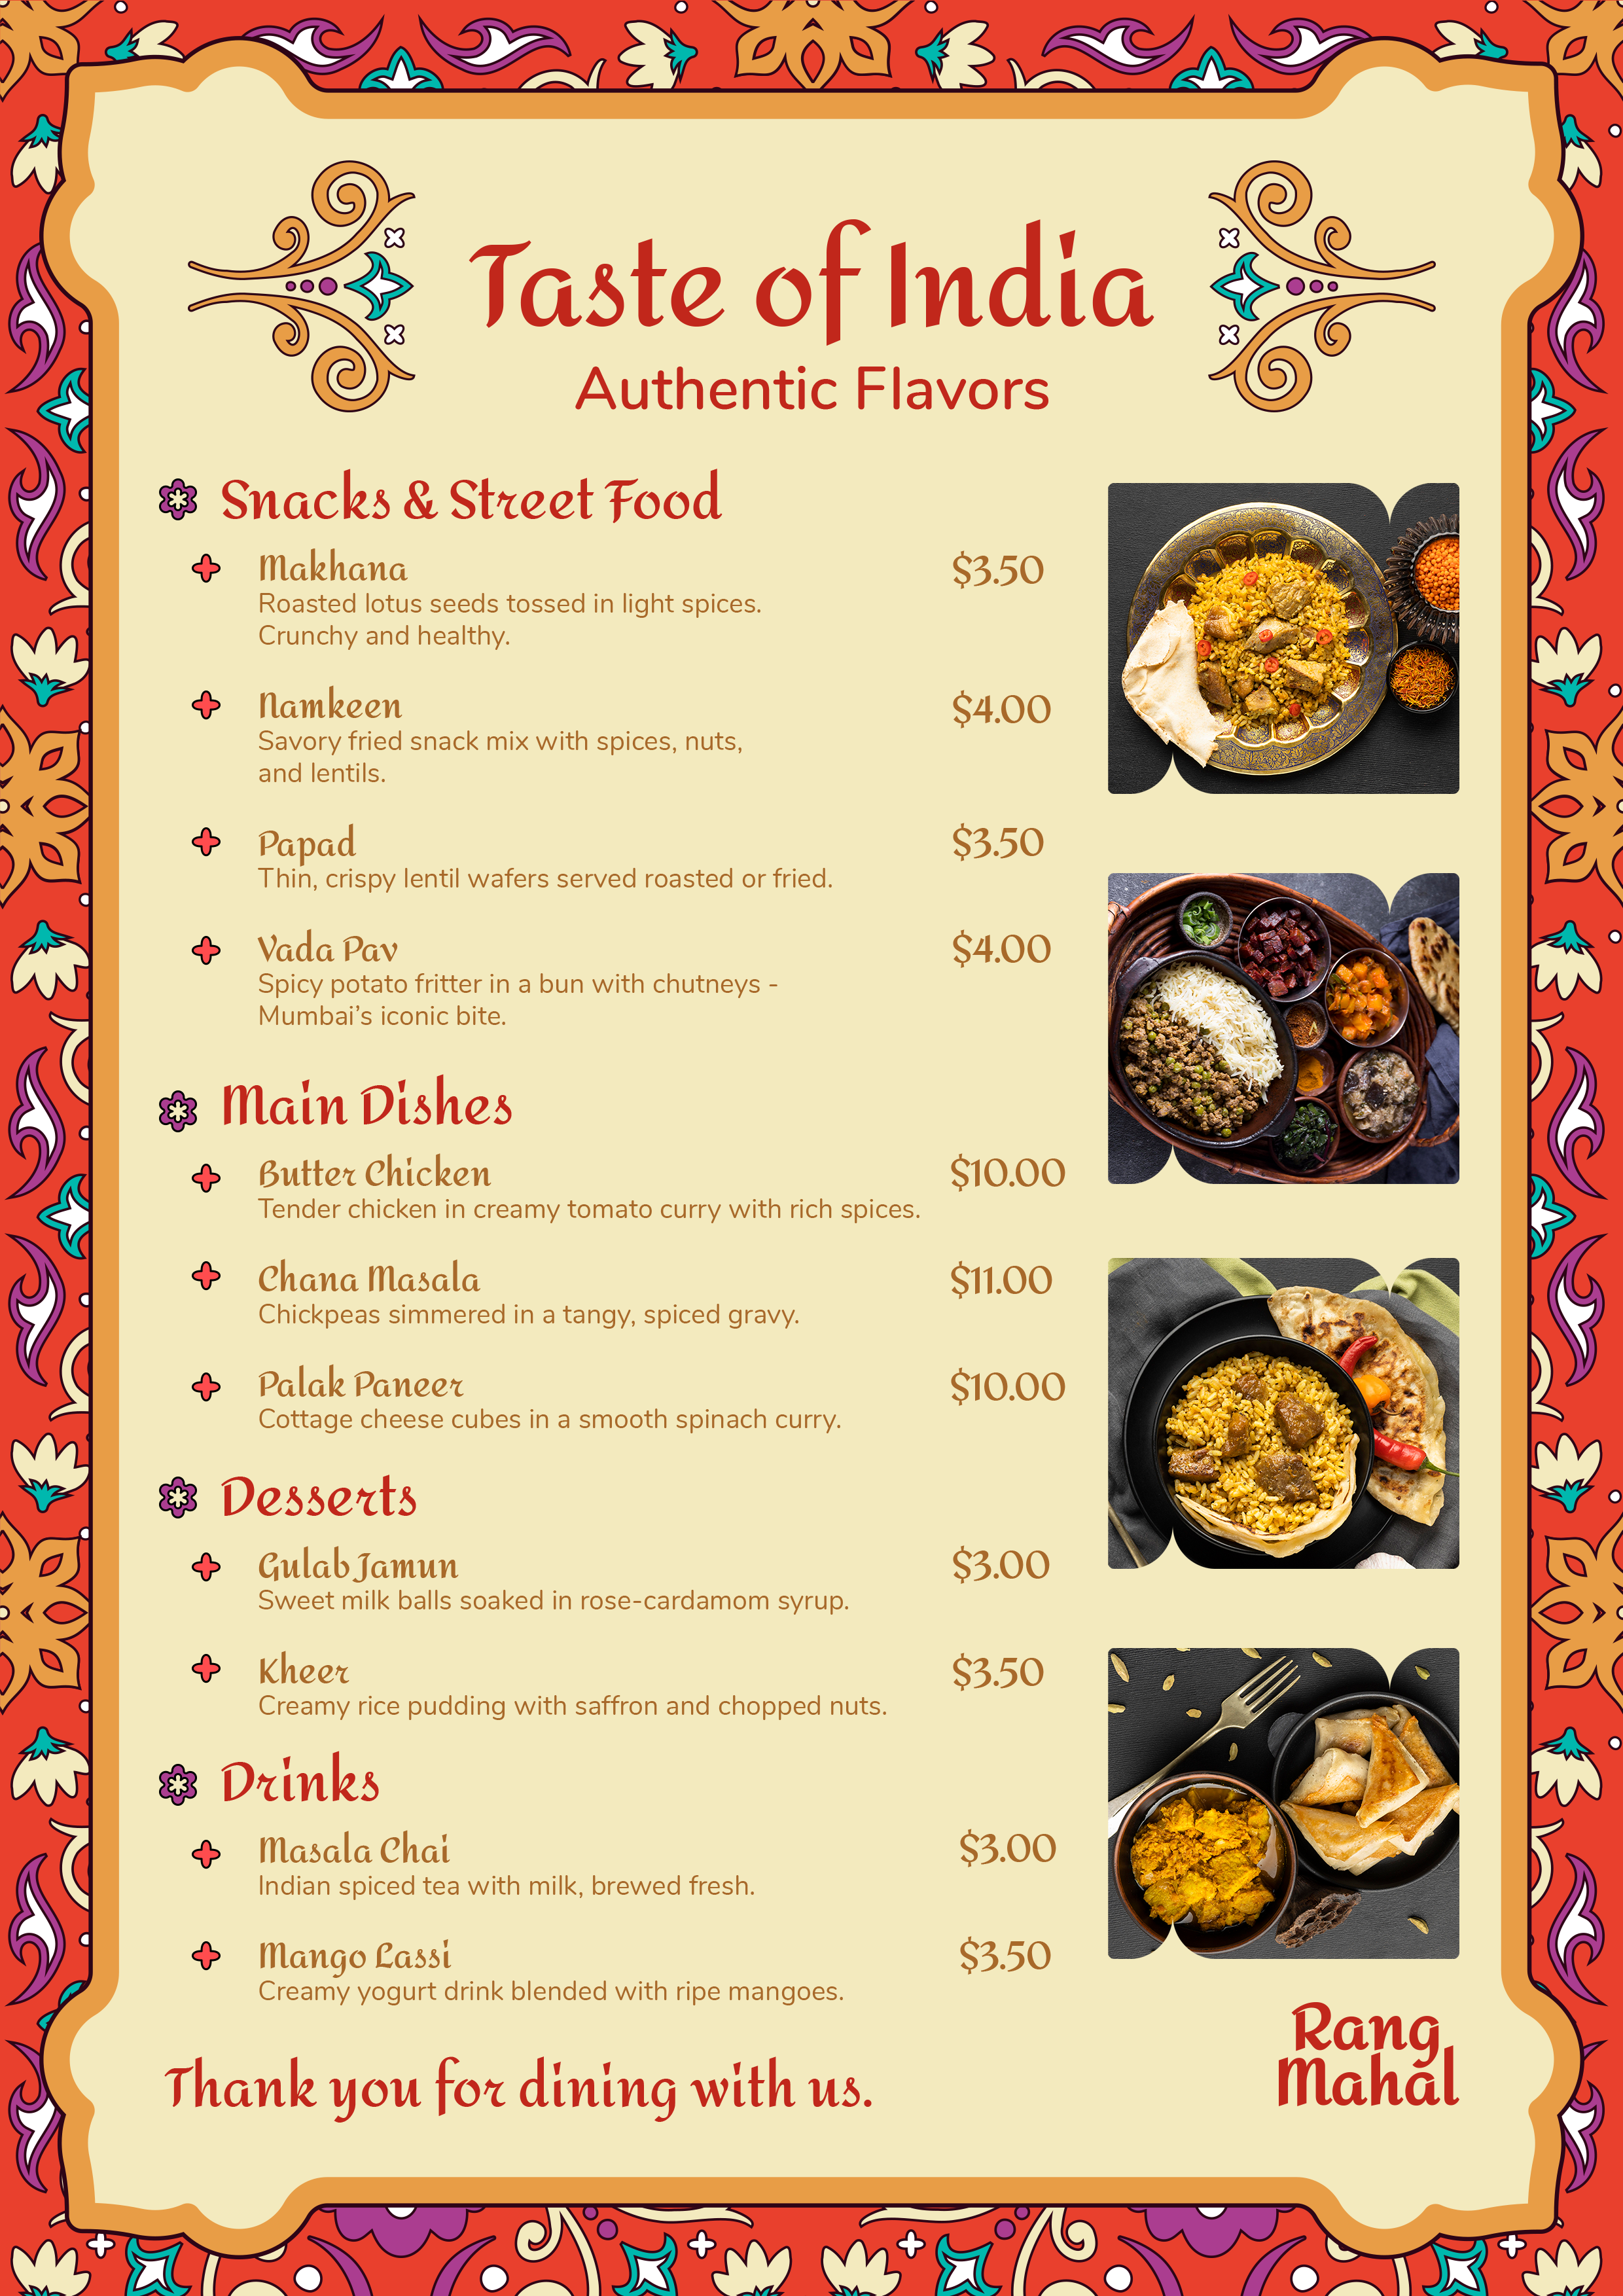 Taste of India
Authentic Flavors
Snacks & Street Food
Makhana $3.50
Roasted lotus seeds tossed in light spices.
Crunchy and healthy.
Namkeen $4.00
Savory fried snack mix with spices, nuts,
and lentils.
Papad $3.50
Thin, crispy lentil wafers served roasted or fried.
Vada Pav $4.00
Spicy potato fritter in a bun with chutneys -
Mumbai’s iconic bite.
Main Dishes
Butter Chicken $10.00
Tender chicken in creamy tomato curry with rich spices.
Chana Masala $11.00
Chickpeas simmered in a tangy, spiced gravy.
Palak Paneer $10.00
Cottage cheese cubes in a smooth spinach curry.
Desserts
Gulab Jamun $3.00
Sweet milk balls soaked in rose-cardamom syrup.
Kheer $3.50
Creamy rice pudding with saffron and chopped nuts.
Drinks
Masala Chai $3.00
Indian spiced tea with milk, brewed fresh.
Mango Lassi $3.50
Creamy yogurt drink blended with ripe mangoes.
Thank you for dining with us.
Rang
Mahal